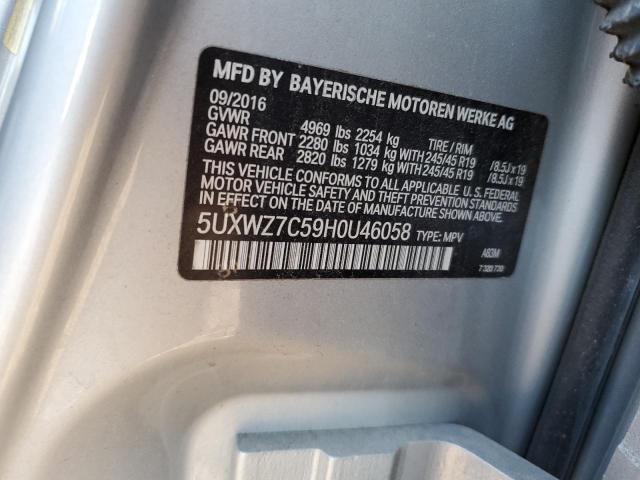 MFD BY BAYERISCHE MOTOREN WERKE AG
09/2016
GVWR 4969 lbs 2254 kg TIRE / RIM
GAWR FRONT 2280 lbs 1034 kg WITH 245/45 R19 /8.5J x 19
GAWR REAR 2820 lbs 1279 kg WITH 245/45 R19 /8.5J x 19
THIS VEHICLE CONFORMS TO ALL APPLICABLE U. S. FEDERAL
MOTOR VEHICLE SAFETY AND THEFT PREVENTION STANDARDS
IN EFFECT ON THE DATE OF MANUFACTURE SHOWN ABOVE.
5UXWZ7C59H0U46058 TYPE: MPV
A83M